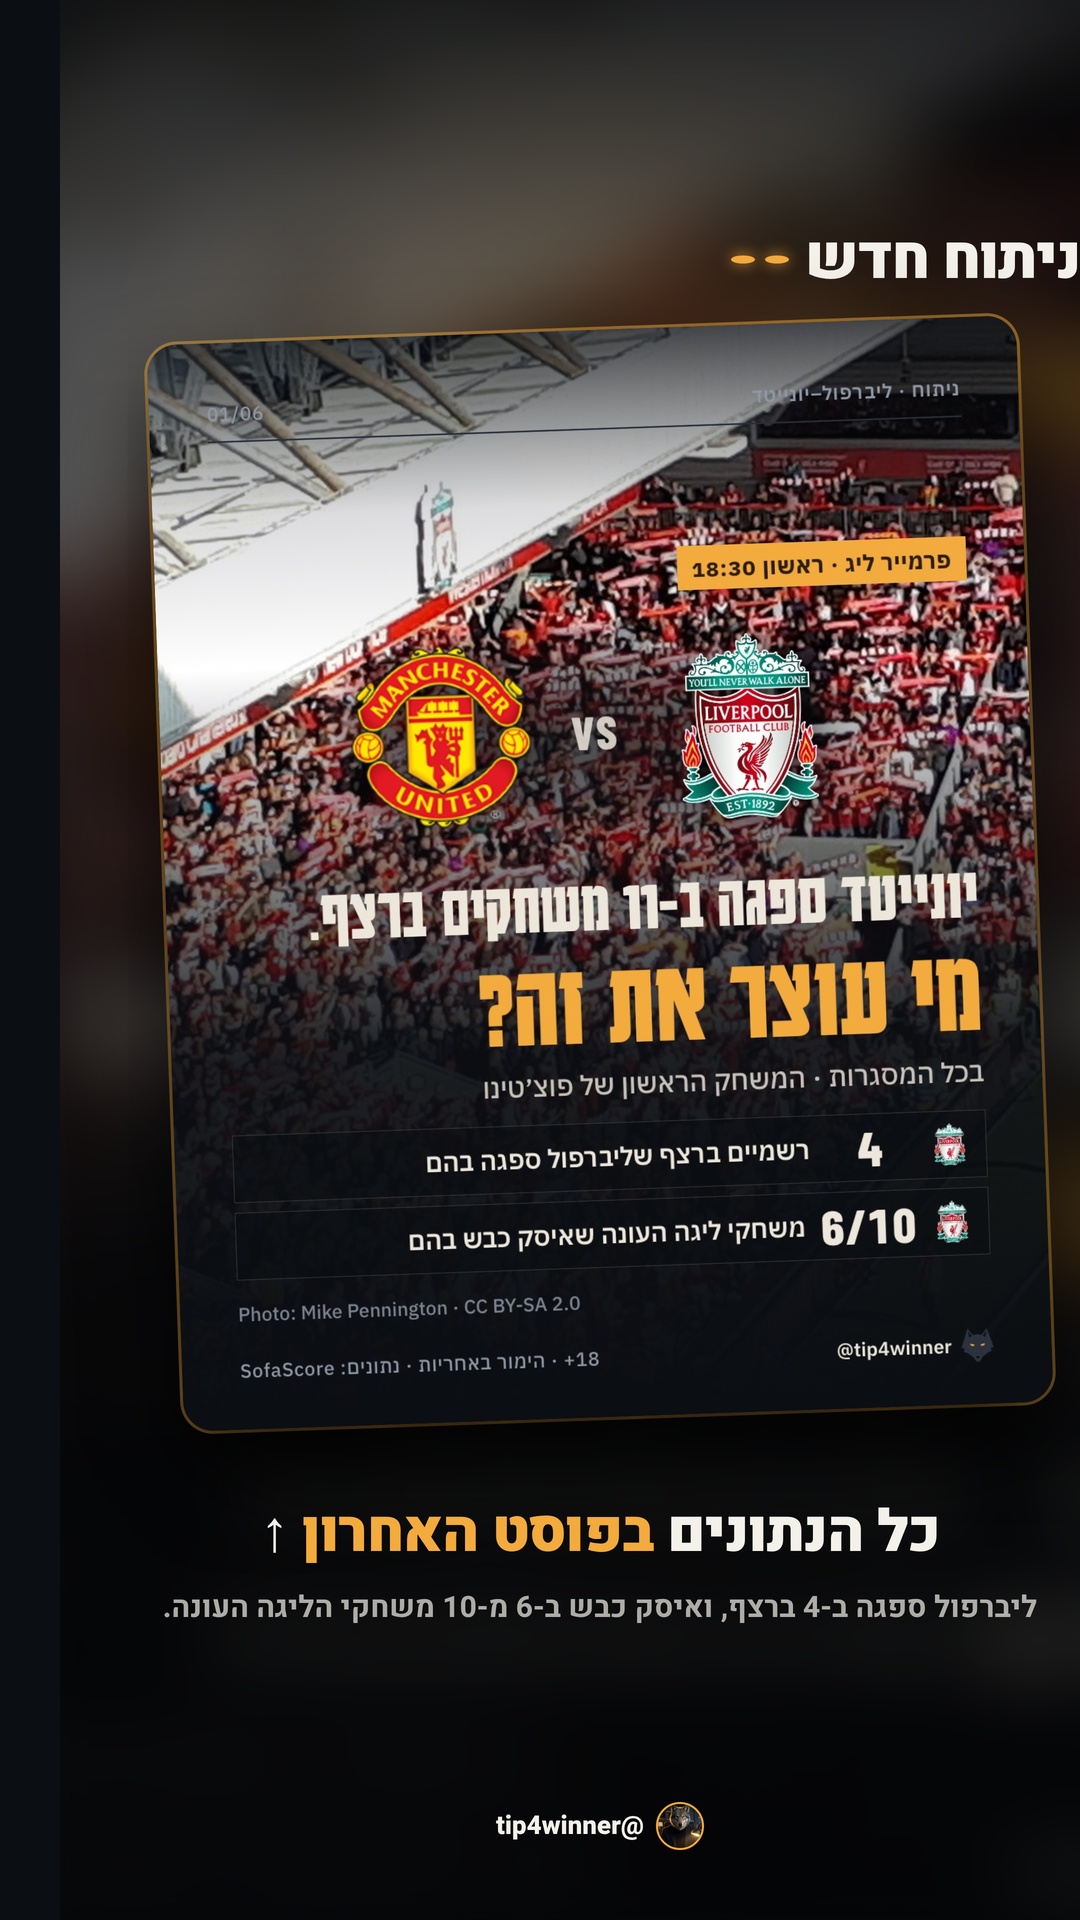 ניתוח חדש
ניתוח · ליברפול–יונייטד
01/06
פרמייר ליג · ראשון 18:30
MANCHESTER
UNITED
VS
YOU'LL NEVER WALK ALONE
LIVERPOOL
FOOTBALL CLUB
EST·1892
יונייטד ספגה ב-11 משחקים ברצף.
מי עוצר את זה?
בכל המסגרות · המשחק הראשון של פוצ'טינו
4 רשמיים ברצף שליברפול ספגה בהם
6/10 משחקי ליגה העונה שאיסק כבש בהם
Photo: Mike Pennington · CC BY-SA 2.0
@tip4winner
18+ · הימור באחריות · נתונים: SofaScore
כל הנתונים בפוסט האחרון ↑
ליברפול ספגה ב-4 ברצף, ואיסק כבש ב-6 מ-10 משחקי הליגה העונה.
tip4winner@